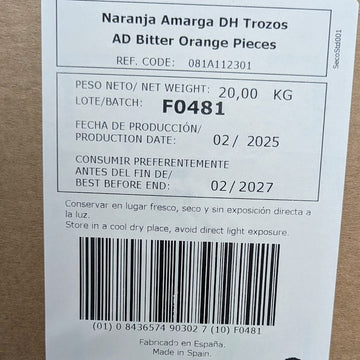 Naranja Amarga DH Trozos
AD Bitter Orange Pieces
REF. CODE: 081A112301
SecoStd001
PESO NETO/ NET WEIGHT: 20,00 KG
LOTE/BATCH: F0481
FECHA DE PRODUCCIÓN/
PRODUCTION DATE: 02/ 2025
CONSUMIR PREFERENTEMENTE
ANTES DEL FIN DE/
BEST BEFORE END: 02/ 2027
Conservar en lugar fresco, seco y sin exposición directa a
la luz.
Store in a cool dry place, avoid direct light exposure.
(01) 0 8436574 90302 7 (10) F0481
Fabricado en España.
Made in Spain.